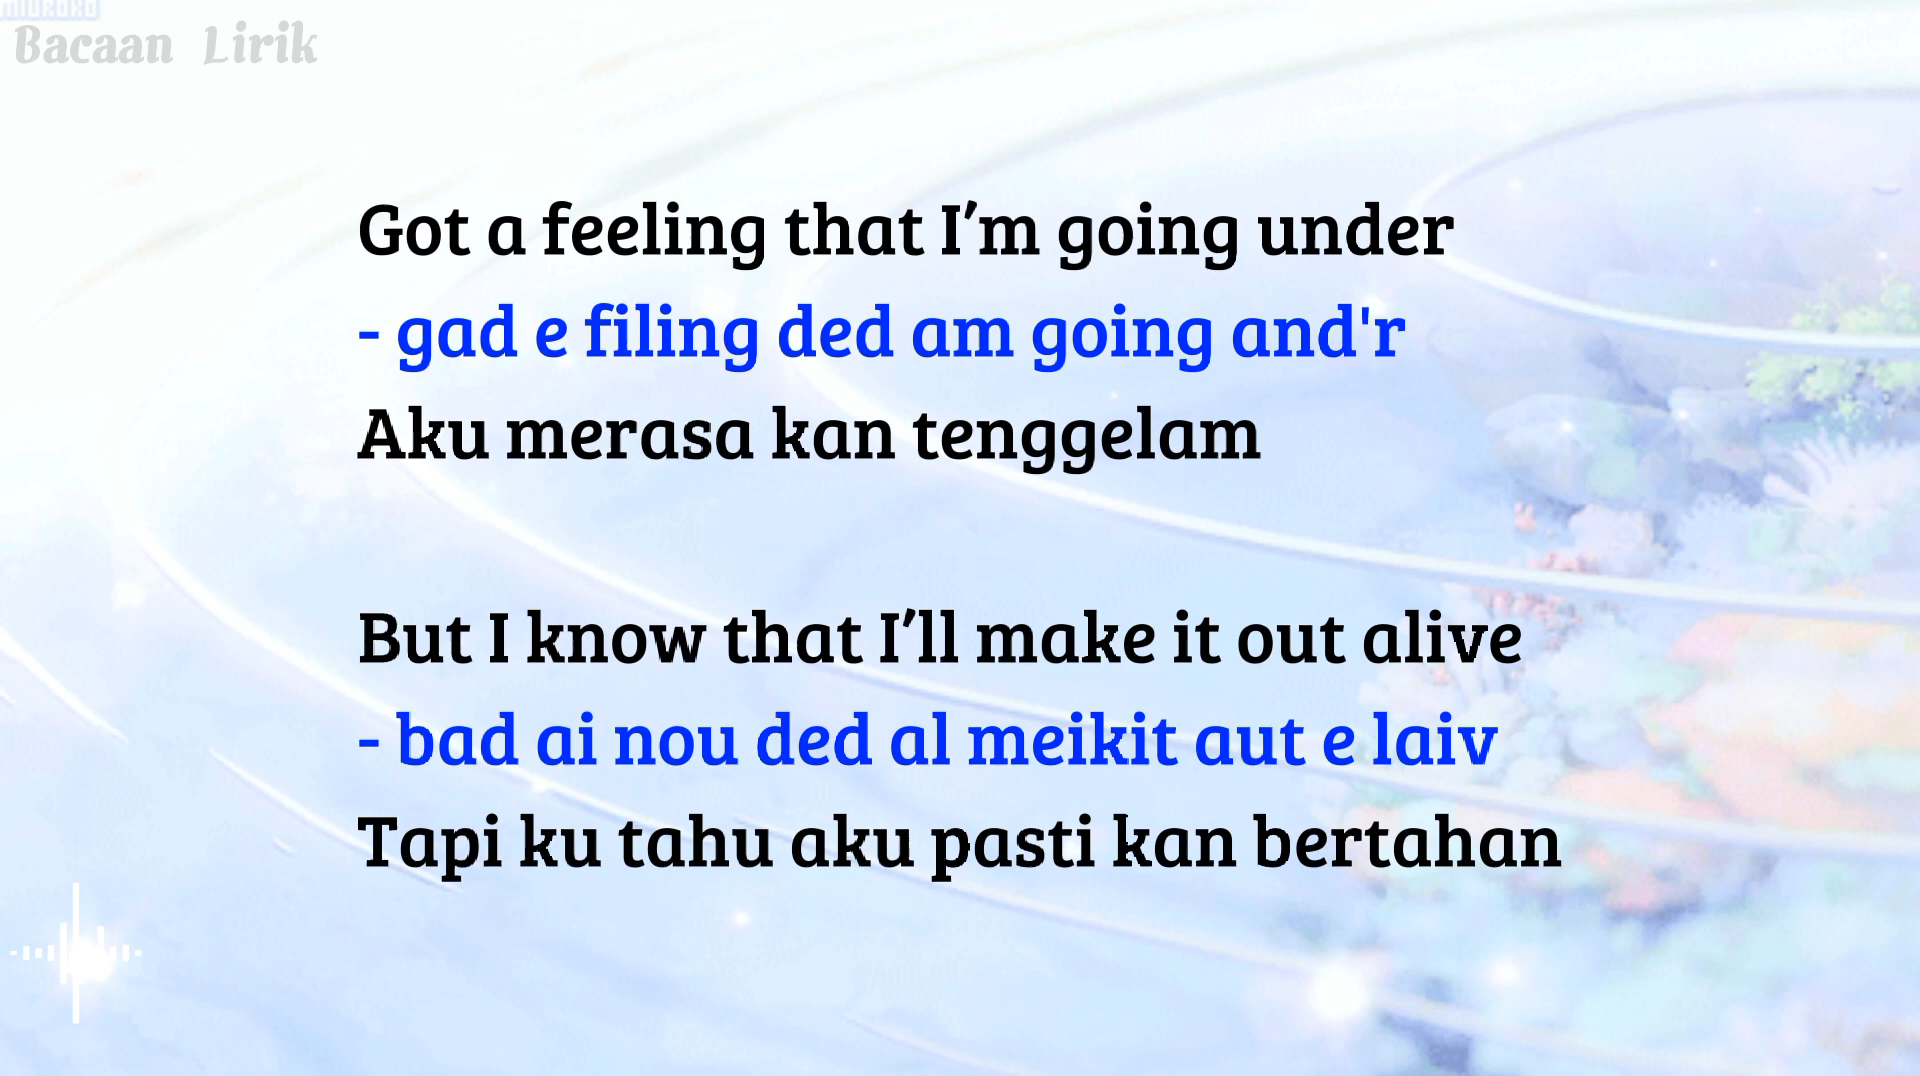 MIUROKO
Bacaan Lirik
Got a feeling that I’m going under
- gad e filing ded am going and'r
Aku merasa kan tenggelam
But I know that I’ll make it out alive
- bad ai nou ded al meikit aut e laiv
Tapi ku tahu aku pasti kan bertahan